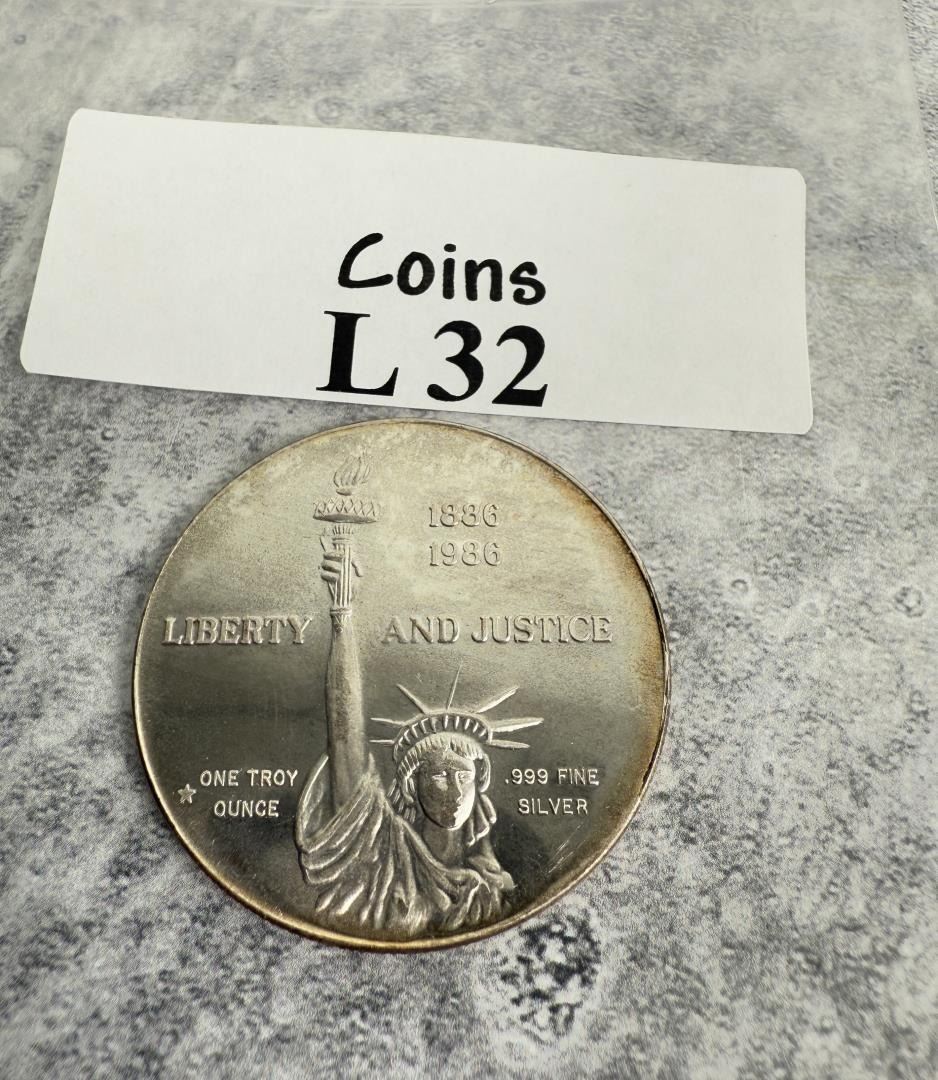 Coins
L 32
1886
1986
LIBERTY AND JUSTICE
ONE TROY
OUNCE
.999 FINE
SILVER